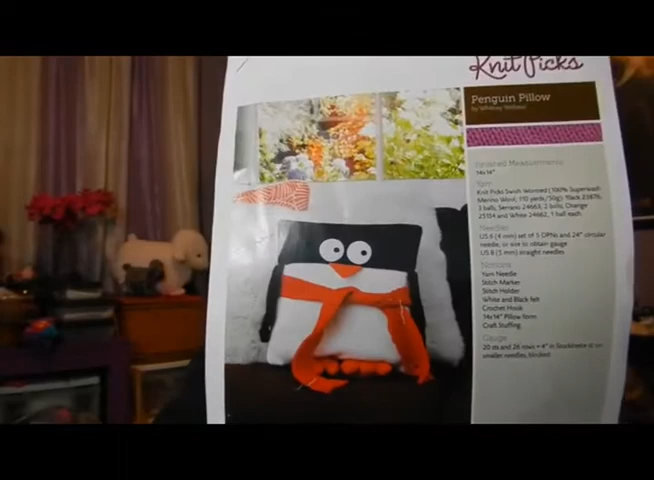 Knit Picks
Penguin Pillow
by
Finished Measurements
14x14"
Yarn
Knit Picks Swish Worsted (100% Superwash
Merino Wool, 110 yards/50g): Black 23876,
3 balls, Serrano 24663, 2 balls, Orange
and White 24662, 1 ball each.
Needles
US 6 (4 mm) set of 5 DPNs and 24" circular
needle, or size to obtain gauge
US 8 (5 mm) straight needles
Notions
Yarn Needle
Stitch Marker
Stitch Holder
White and Black felt
Crochet Hook
14x14" Pillow form
Craft Stuffing
Gauge
20 sts and 26 rows = 4" in Stockinette st on
smaller needles, blocked